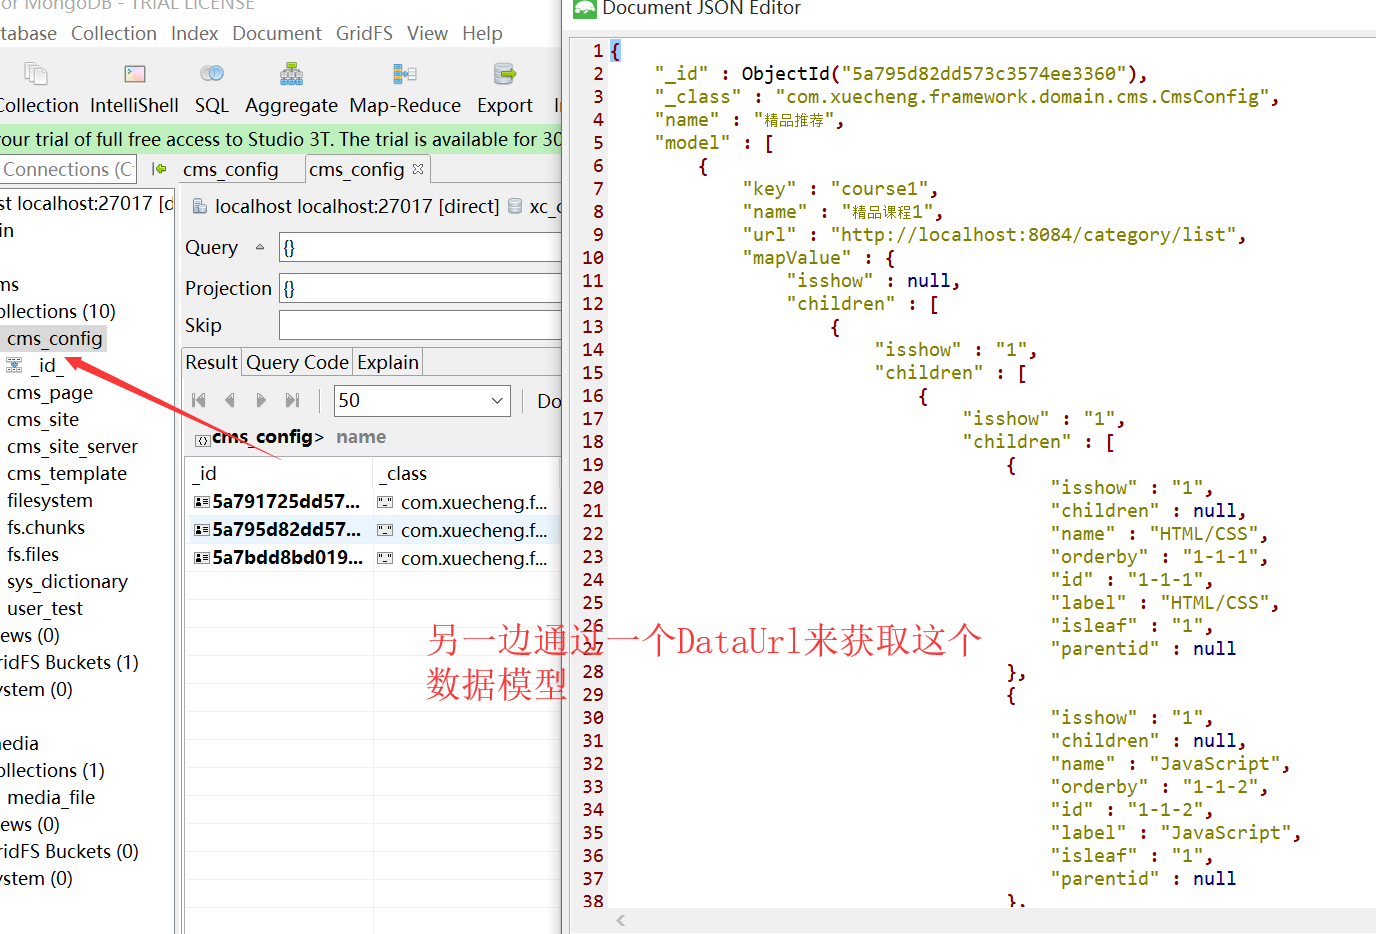 or MongoDB - TRIAL LICENSE
tabase Collection Index Document GridFS View Help
Collection IntelliShell SQL Aggregate Map-Reduce Export
your trial of full free access to Studio 3T. The trial is available for 30
Connections (C
cms_config
cms_config
st localhost:27017 [d
in
ms
ollections (10)
cms_config
_id_
cms_page
cms_site
cms_site_server
cms_template
filesystem
fs.chunks
fs.files
sys_dictionary
user_test
ews (0)
ridFS Buckets (1)
ystem (0)
edia
ollections (1)
media_file
ews (0)
ridFS Buckets (0)
ystem (0)
localhost localhost:27017 [direct] xc_c
Query {}
Projection {}
Skip
Result Query Code Explain
50 Do
cms_config> name
_id _class
5a791725dd57... com.xuecheng.f...
5a795d82dd57... com.xuecheng.f...
5a7bdd8bd019... com.xuecheng.f...
另一边通过一个DataUrl来获取这个
数据模型
Document JSON Editor
1 {
2 "_id" : ObjectId("5a795d82dd573c3574ee3360"),
3 "_class" : "com.xuecheng.framework.domain.cms.CmsConfig",
4 "name" : "精品推荐",
5 "model" : [
6 {
7 "key" : "course1",
8 "name" : "精品课程1",
9 "url" : "http://localhost:8084/category/list",
10 "mapValue" : {
11 "isshow" : null,
12 "children" : [
13 {
14 "isshow" : "1",
15 "children" : [
16 {
17 "isshow" : "1",
18 "children" : [
19 {
20 "isshow" : "1",
21 "children" : null,
22 "name" : "HTML/CSS",
23 "orderby" : "1-1-1",
24 "id" : "1-1-1",
25 "label" : "HTML/CSS",
26 "isleaf" : "1",
27 "parentid" : null
28 },
29 {
30 "isshow" : "1",
31 "children" : null,
32 "name" : "JavaScript",
33 "orderby" : "1-1-2",
34 "id" : "1-1-2",
35 "label" : "JavaScript",
36 "isleaf" : "1",
37 "parentid" : null
38 },